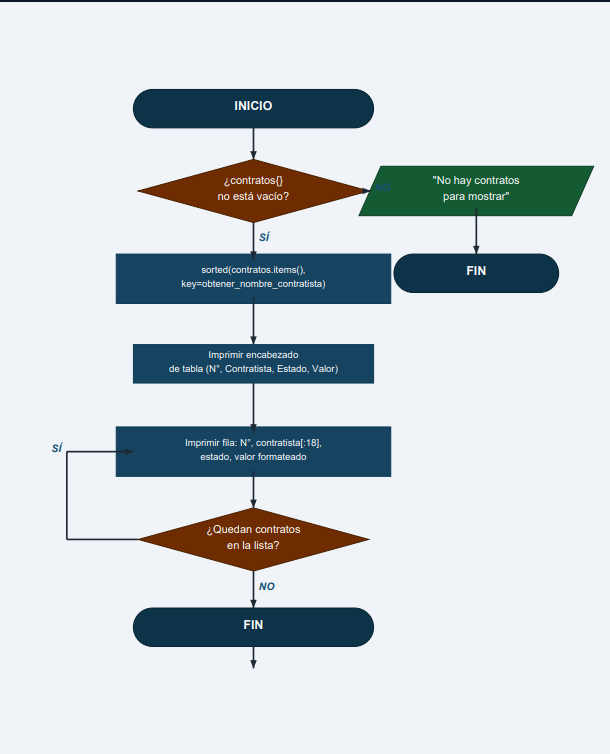 INICIO
¿contratos{}
no está vacío?
NO
"No hay contratos
para mostrar"
SÍ
sorted(contratos.items(),
key=obtener_nombre_contratista)
FIN
Imprimir encabezado
de tabla (N°, Contratista, Estado, Valor)
Imprimir fila: N°, contratista[:18],
estado, valor formateado
SÍ
¿Quedan contratos
en la lista?
NO
FIN